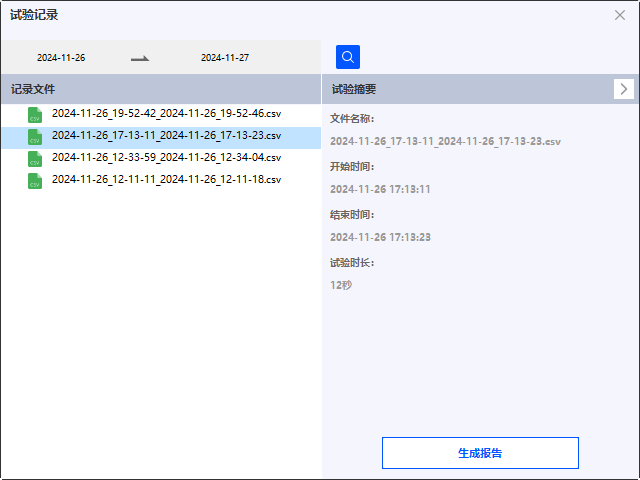 试验记录
2024-11-26 2024-11-27
记录文件
2024-11-26_19-52-42_2024-11-26_19-52-46.csv
2024-11-26_17-13-11_2024-11-26_17-13-23.csv
2024-11-26_12-33-59_2024-11-26_12-34-04.csv
2024-11-26_12-11-11_2024-11-26_12-11-18.csv
试验摘要
文件名称：
2024-11-26_17-13-11_2024-11-26_17-13-23.csv
开始时间：
2024-11-26 17:13:11
结束时间：
2024-11-26 17:13:23
试验时长：
12秒
生成报告